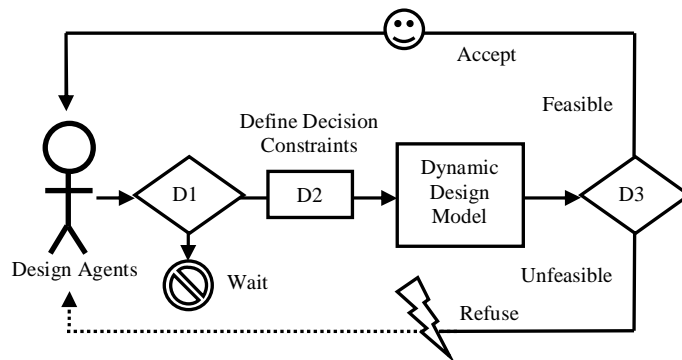 Accept
Feasible
Define Decision
Constraints
D1
D2
Dynamic
Design
Model
D3
Design Agents
Wait
Unfeasible
Refuse